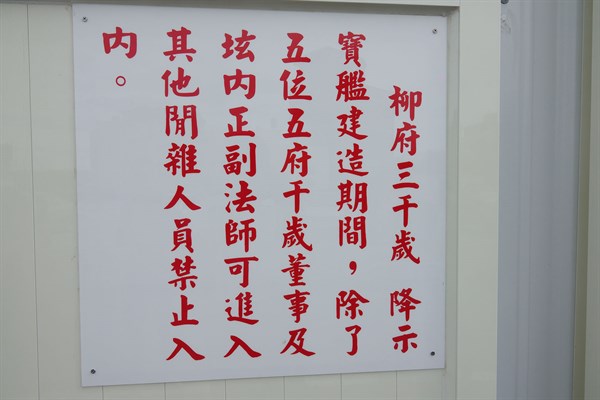 柳府三千歲 降示
寶艦建造期間，除了
五位五府千歲董事及
垓内正副法師可進入
其他閒雜人員禁止入
内。